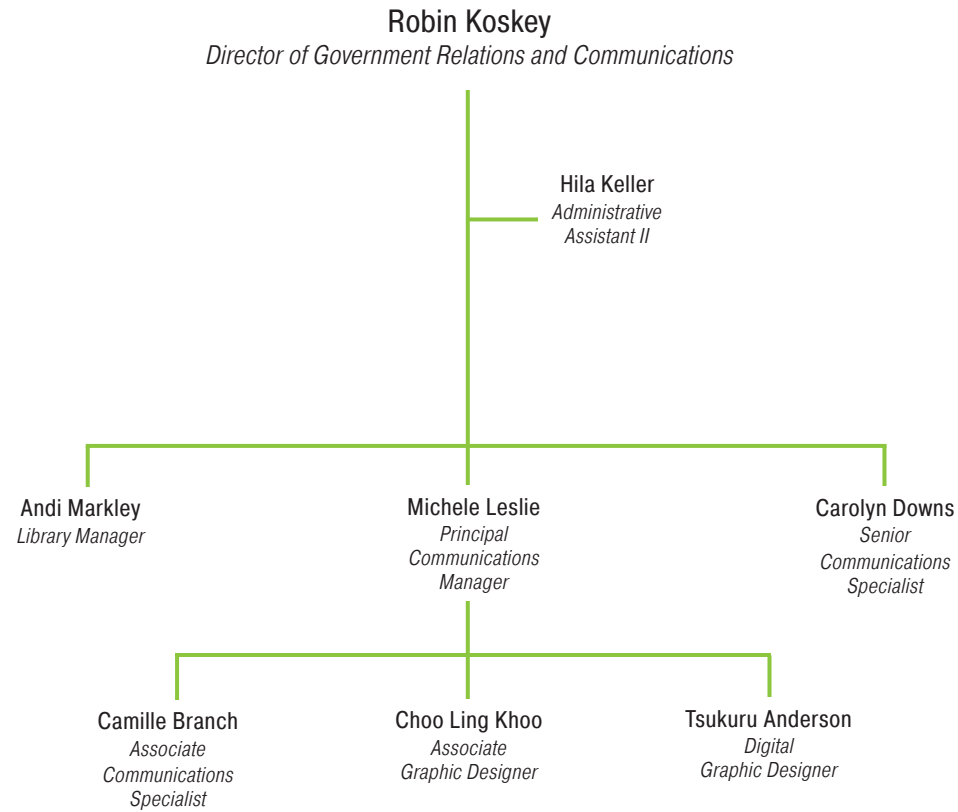 Robin Koskey
Director of Government Relations and Communications
Hila Keller
Administrative
Assistant II
Andi Markley
Library Manager
Michele Leslie
Principal
Communications
Manager
Carolyn Downs
Senior
Communications
Specialist
Camille Branch
Associate
Communications
Specialist
Choo Ling Khoo
Associate
Graphic Designer
Tsukuru Anderson
Digital
Graphic Designer